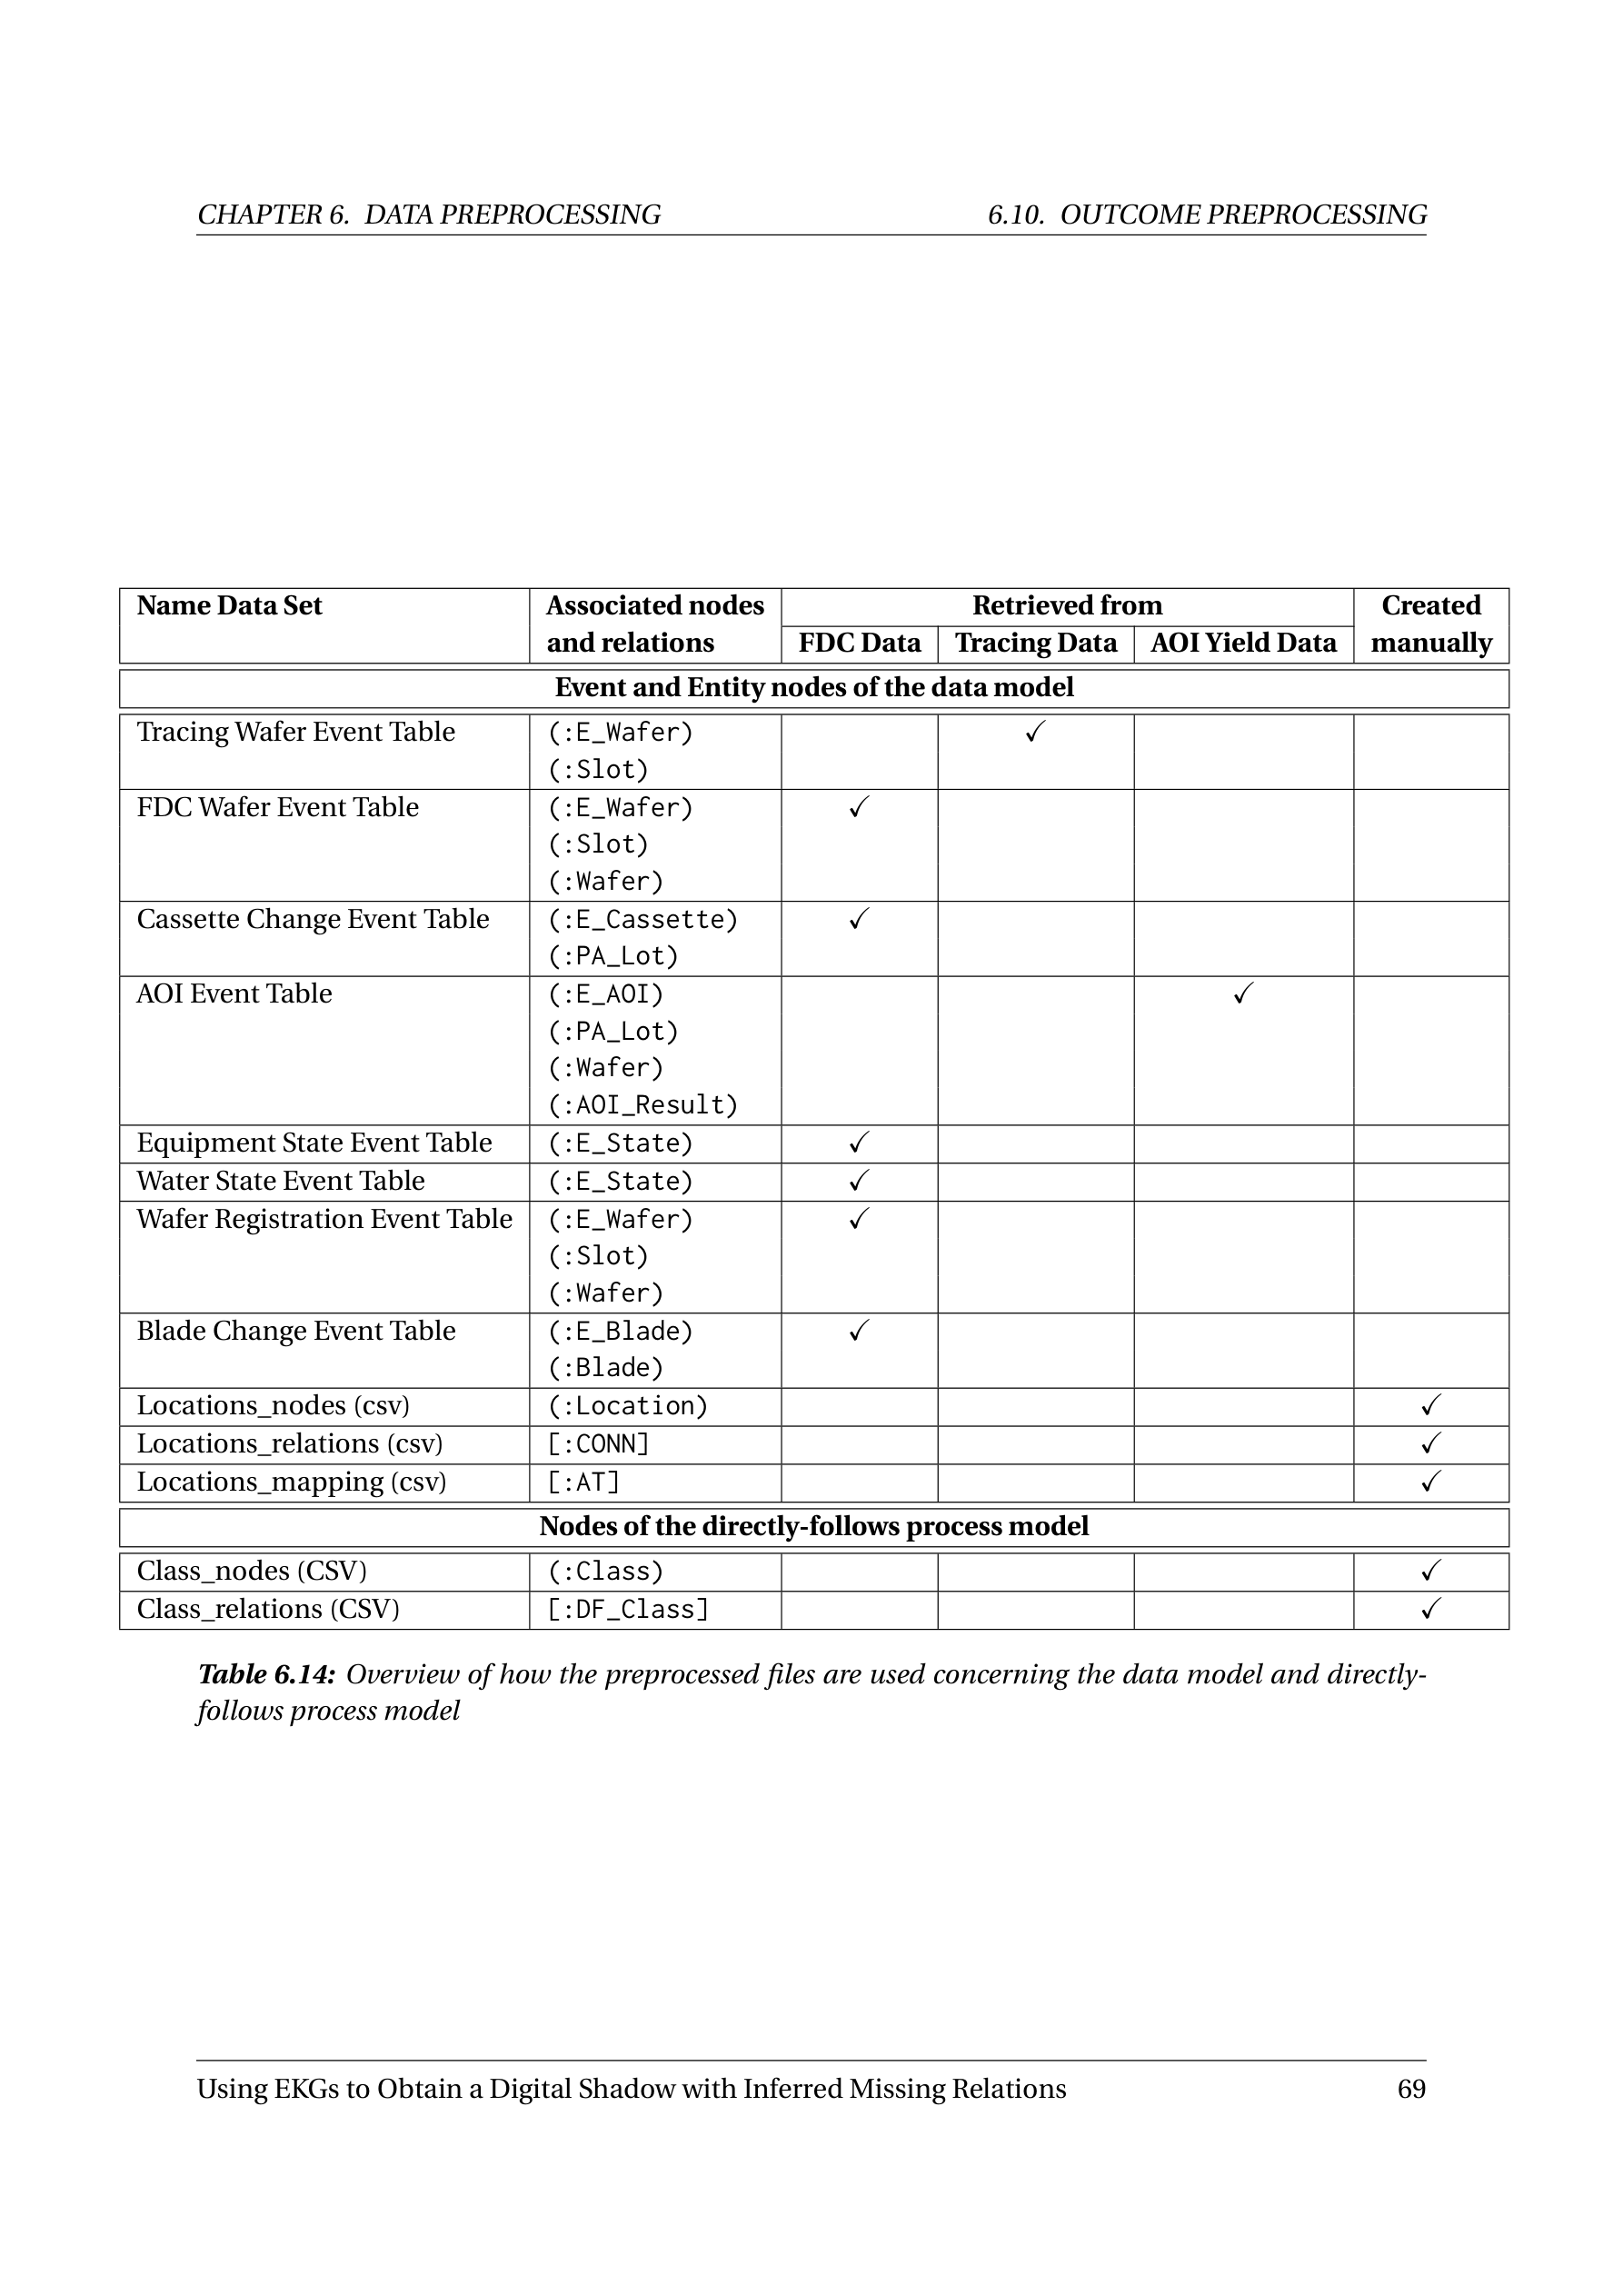 CHAPTER 6. DATA PREPROCESSING 6.10. OUTCOME PREPROCESSING
Name Data Set Associated nodes Retrieved from Created
and relations FDC Data Tracing Data AOI Yield Data manually
Event and Entity nodes of the data model
Tracing Wafer Event Table (:E_Wafer) ✓
(:Slot)
FDC Wafer Event Table (:E_Wafer) ✓
(:Slot)
(:Wafer)
Cassette Change Event Table (:E_Cassette) ✓
(:PA_Lot)
AOI Event Table (:E_AOI) ✓
(:PA_Lot)
(:Wafer)
(:AOI_Result)
Equipment State Event Table (:E_State) ✓
Water State Event Table (:E_State) ✓
Wafer Registration Event Table (:E_Wafer) ✓
(:Slot)
(:Wafer)
Blade Change Event Table (:E_Blade) ✓
(:Blade)
Locations_nodes (csv) (:Location) ✓
Locations_relations (csv) [:CONN] ✓
Locations_mapping (csv) [:AT] ✓
Nodes of the directly-follows process model
Class_nodes (CSV) (:Class) ✓
Class_relations (CSV) [:DF_Class] ✓
Table 6.14: Overview of how the preprocessed files are used concerning the data model and directly-
follows process model
Using EKGs to Obtain a Digital Shadow with Inferred Missing Relations 69